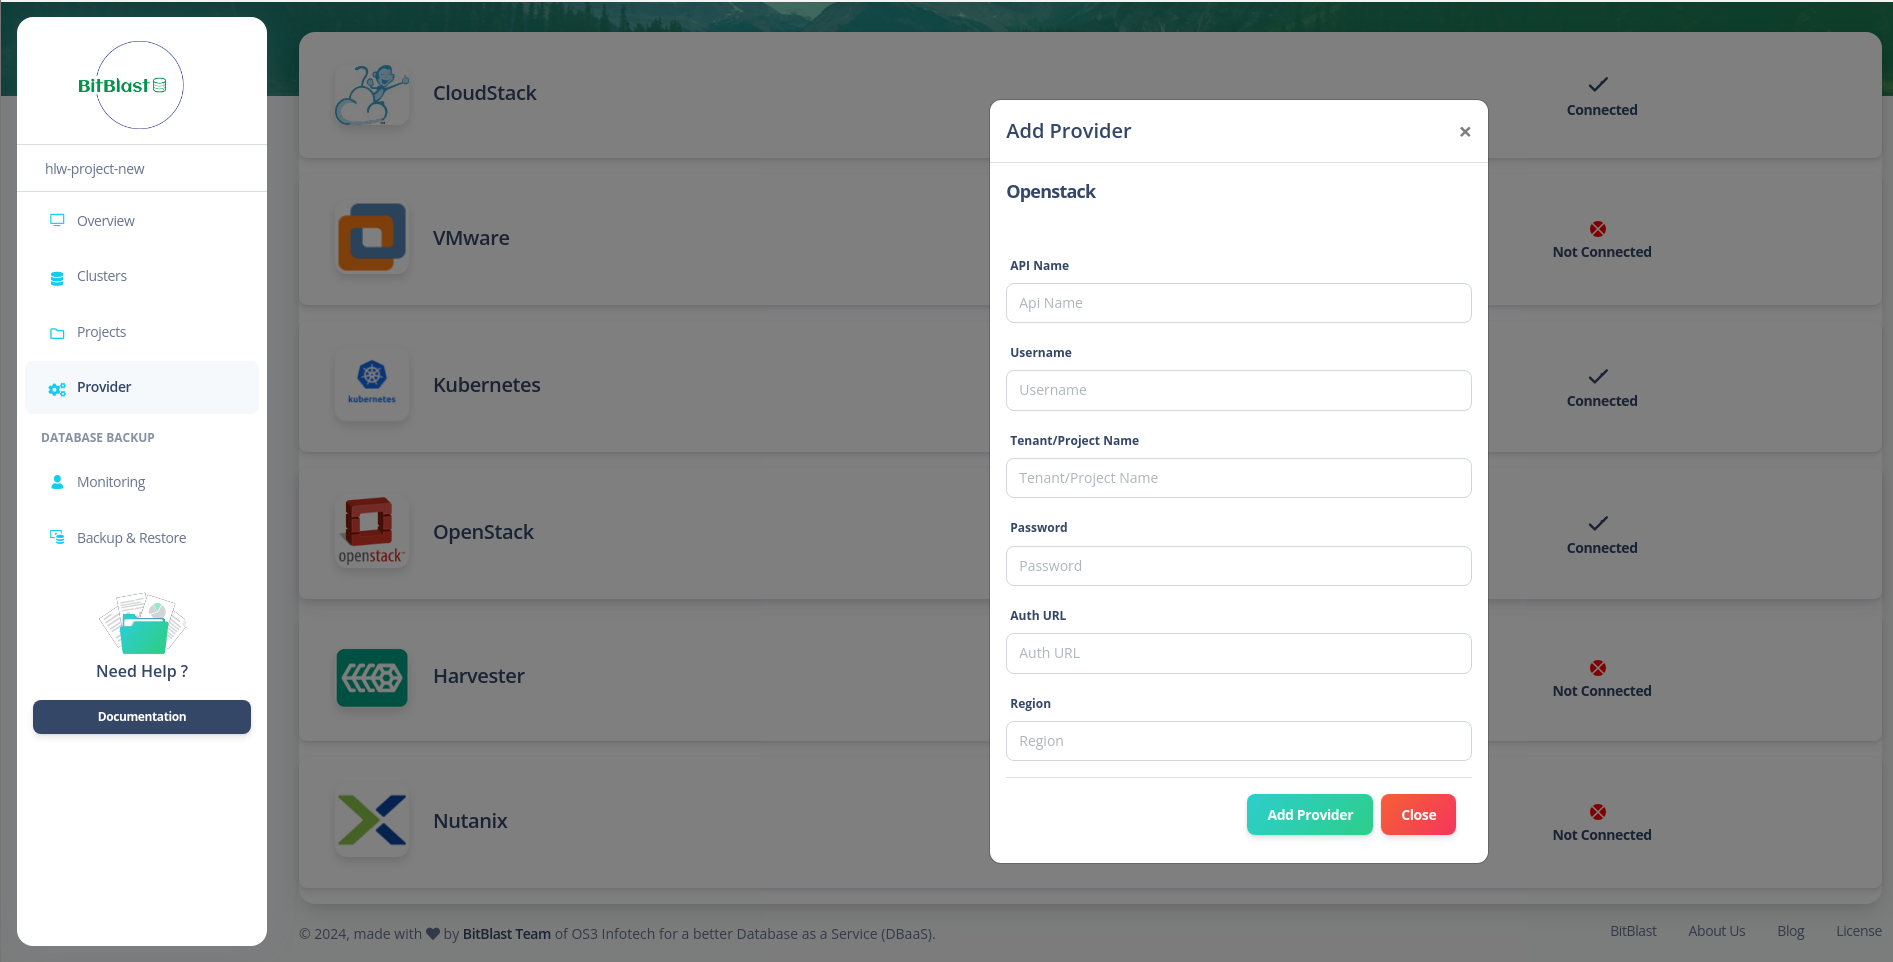 BitBlast
hlw-project-new
Overview
Clusters
Projects
Provider
DATABASE BACKUP
Monitoring
Backup & Restore
Need Help ?
Documentation
CloudStack
Connected
VMware
Not Connected
kubernetes
Kubernetes
Connected
openstack
OpenStack
Connected
Harvester
Not Connected
Nutanix
Not Connected
Add Provider
×
Openstack
API Name
Api Name
Username
Username
Tenant/Project Name
Tenant/Project Name
Password
Password
Auth URL
Auth URL
Region
Region
Add Provider
Close
© 2024, made with ♥ by BitBlast Team of OS3 Infotech for a better Database as a Service (DBaaS).
BitBlast
About Us
Blog
License